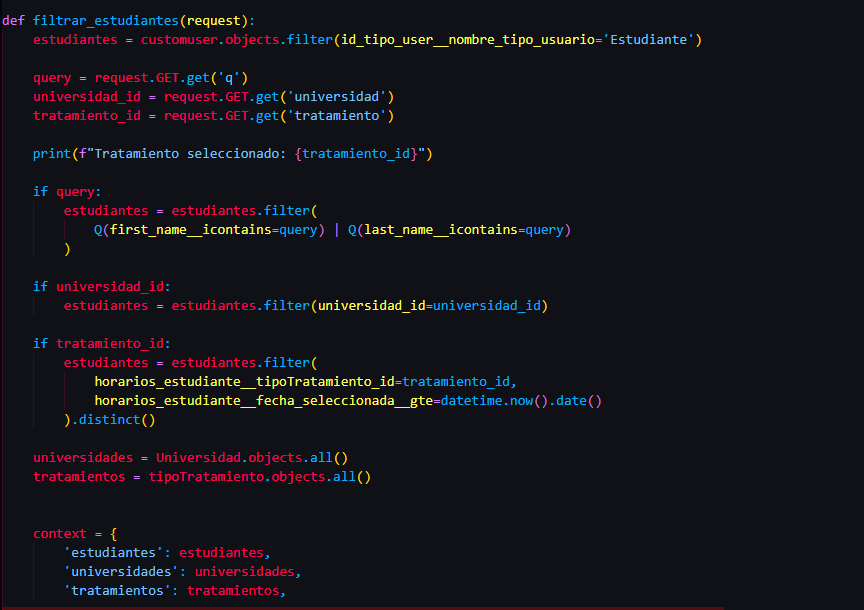 def filtrar_estudiantes(request):
    estudiantes = customuser.objects.filter(id_tipo_user__nombre_tipo_usuario='Estudiante')

    query = request.GET.get('q')
    universidad_id = request.GET.get('universidad')
    tratamiento_id = request.GET.get('tratamiento')

    print(f"Tratamiento seleccionado: {tratamiento_id}")

    if query:
        estudiantes = estudiantes.filter(
            Q(first_name__icontains=query) | Q(last_name__icontains=query)
        )

    if universidad_id:
        estudiantes = estudiantes.filter(universidad_id=universidad_id)

    if tratamiento_id:
        estudiantes = estudiantes.filter(
            horarios_estudiante__tipoTratamiento_id=tratamiento_id,
            horarios_estudiante__fecha_seleccionada__gte=datetime.now().date()
        ).distinct()

    universidades = Universidad.objects.all()
    tratamientos = tipoTratamiento.objects.all()


    context = {
        'estudiantes': estudiantes,
        'universidades': universidades,
        'tratamientos': tratamientos,